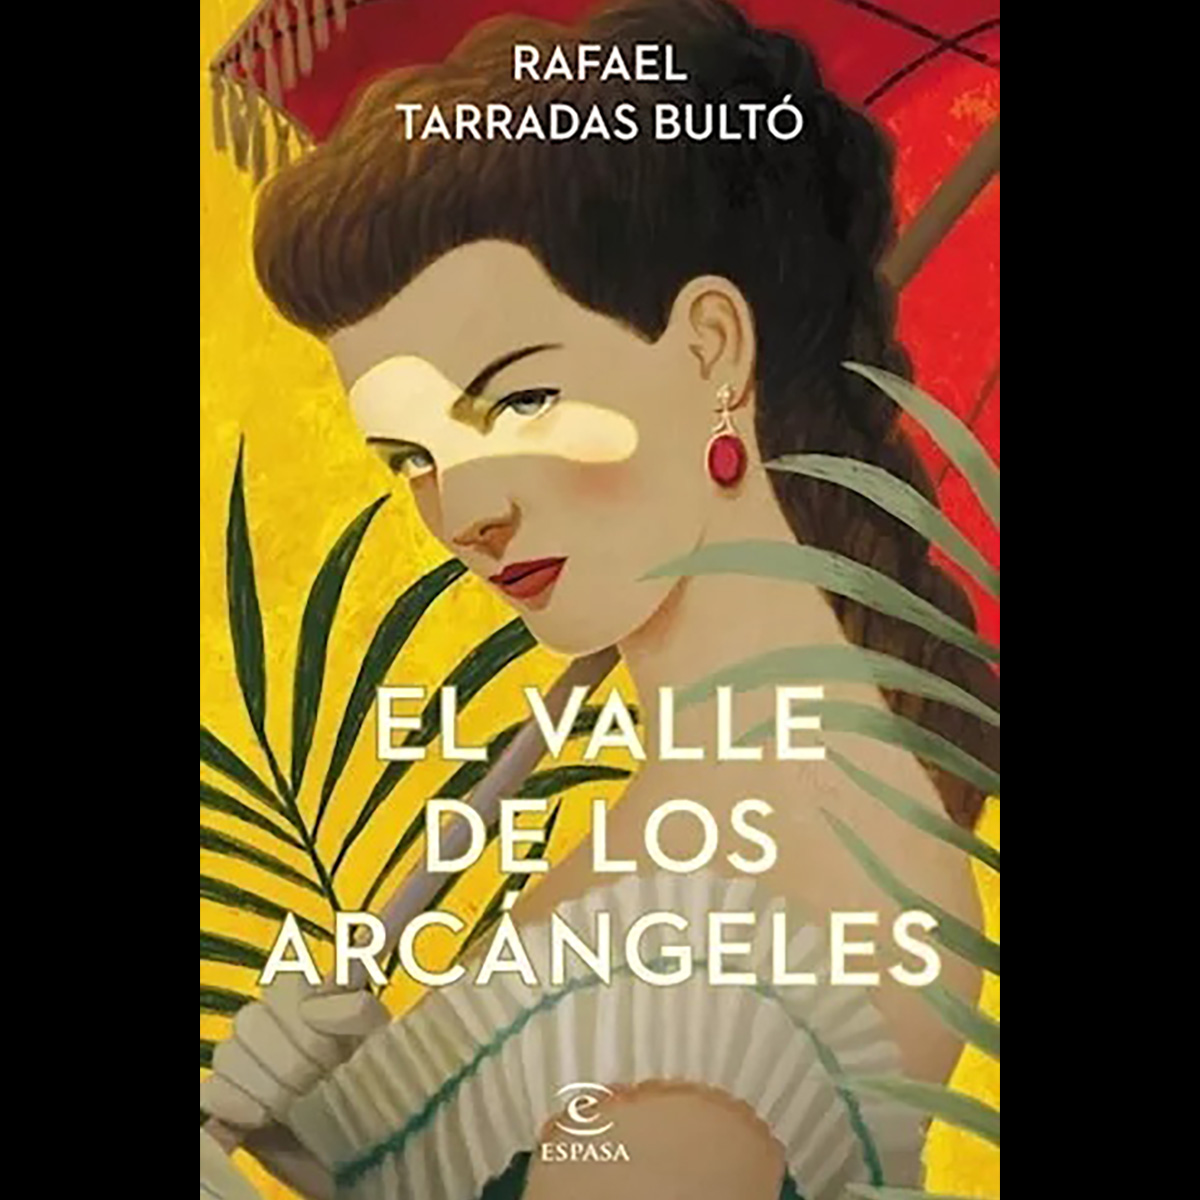 RAFAEL
TARRADAS BULTÓ
EL VALLE
DE LOS
ARCÁNGELES
e
ESPASA